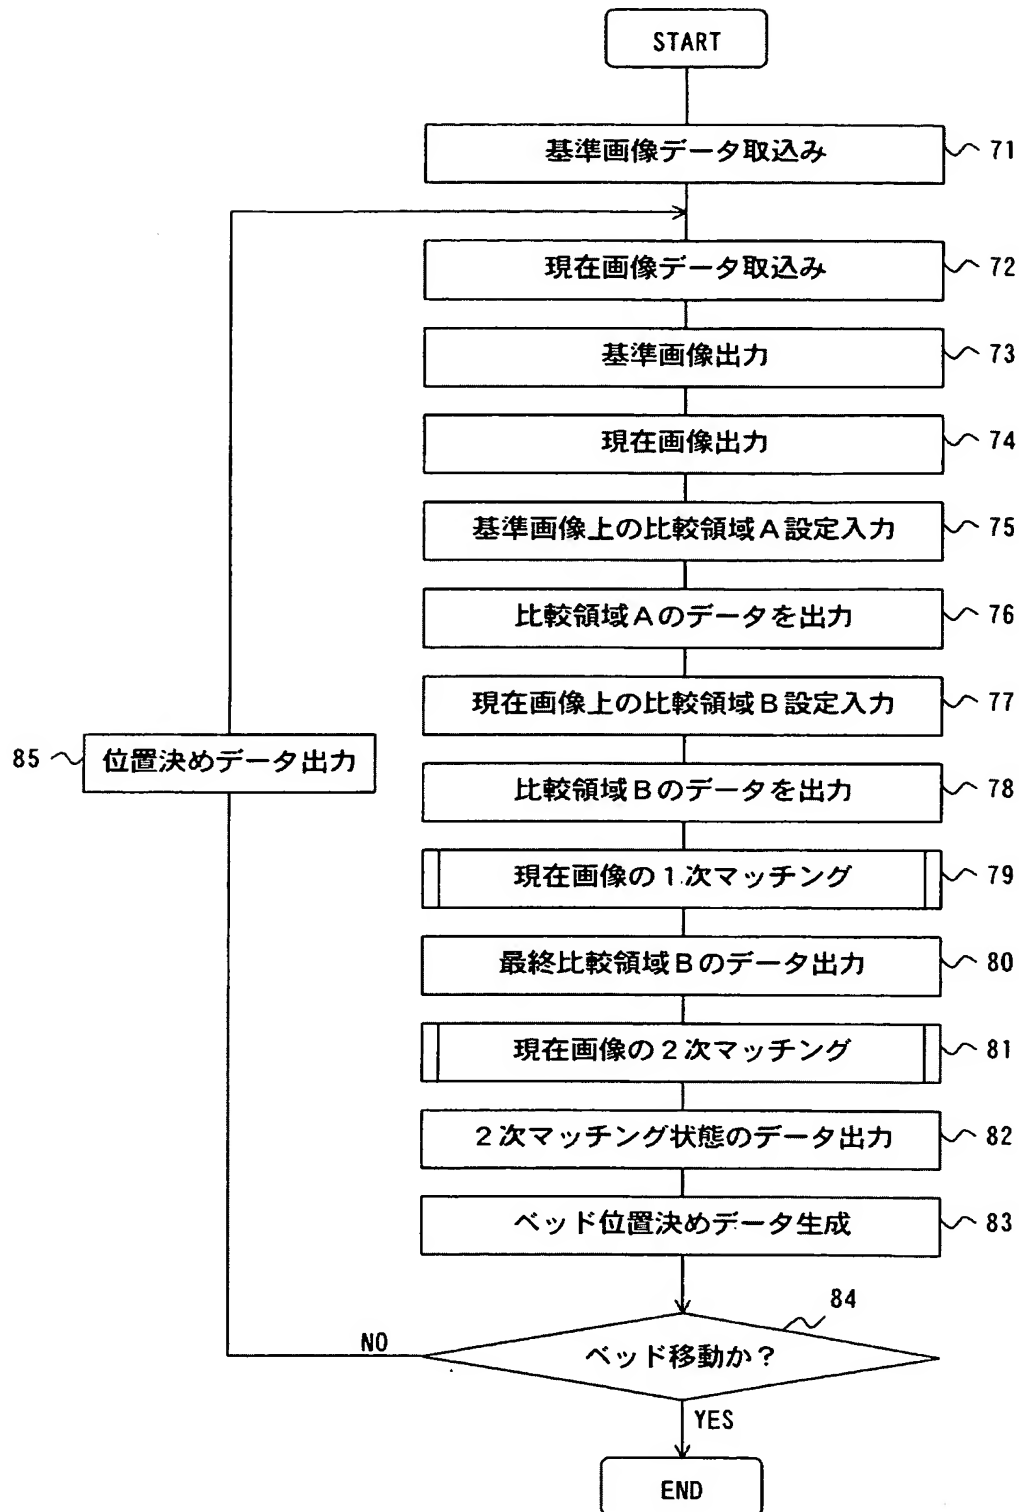 START
基準画像データ取込み 71
現在画像データ取込み 72
基準画像出力 73
現在画像出力 74
基準画像上の比較領域A設定入力 75
比較領域Aのデータを出力 76
現在画像上の比較領域B設定入力 77
85 位置決めデータ出力
比較領域Bのデータを出力 78
現在画像の1次マッチング 79
最終比較領域Bのデータ出力 80
現在画像の2次マッチング 81
2次マッチング状態のデータ出力 82
ベッド位置決めデータ生成 83
84
NO
ベッド移動か?
YES
END